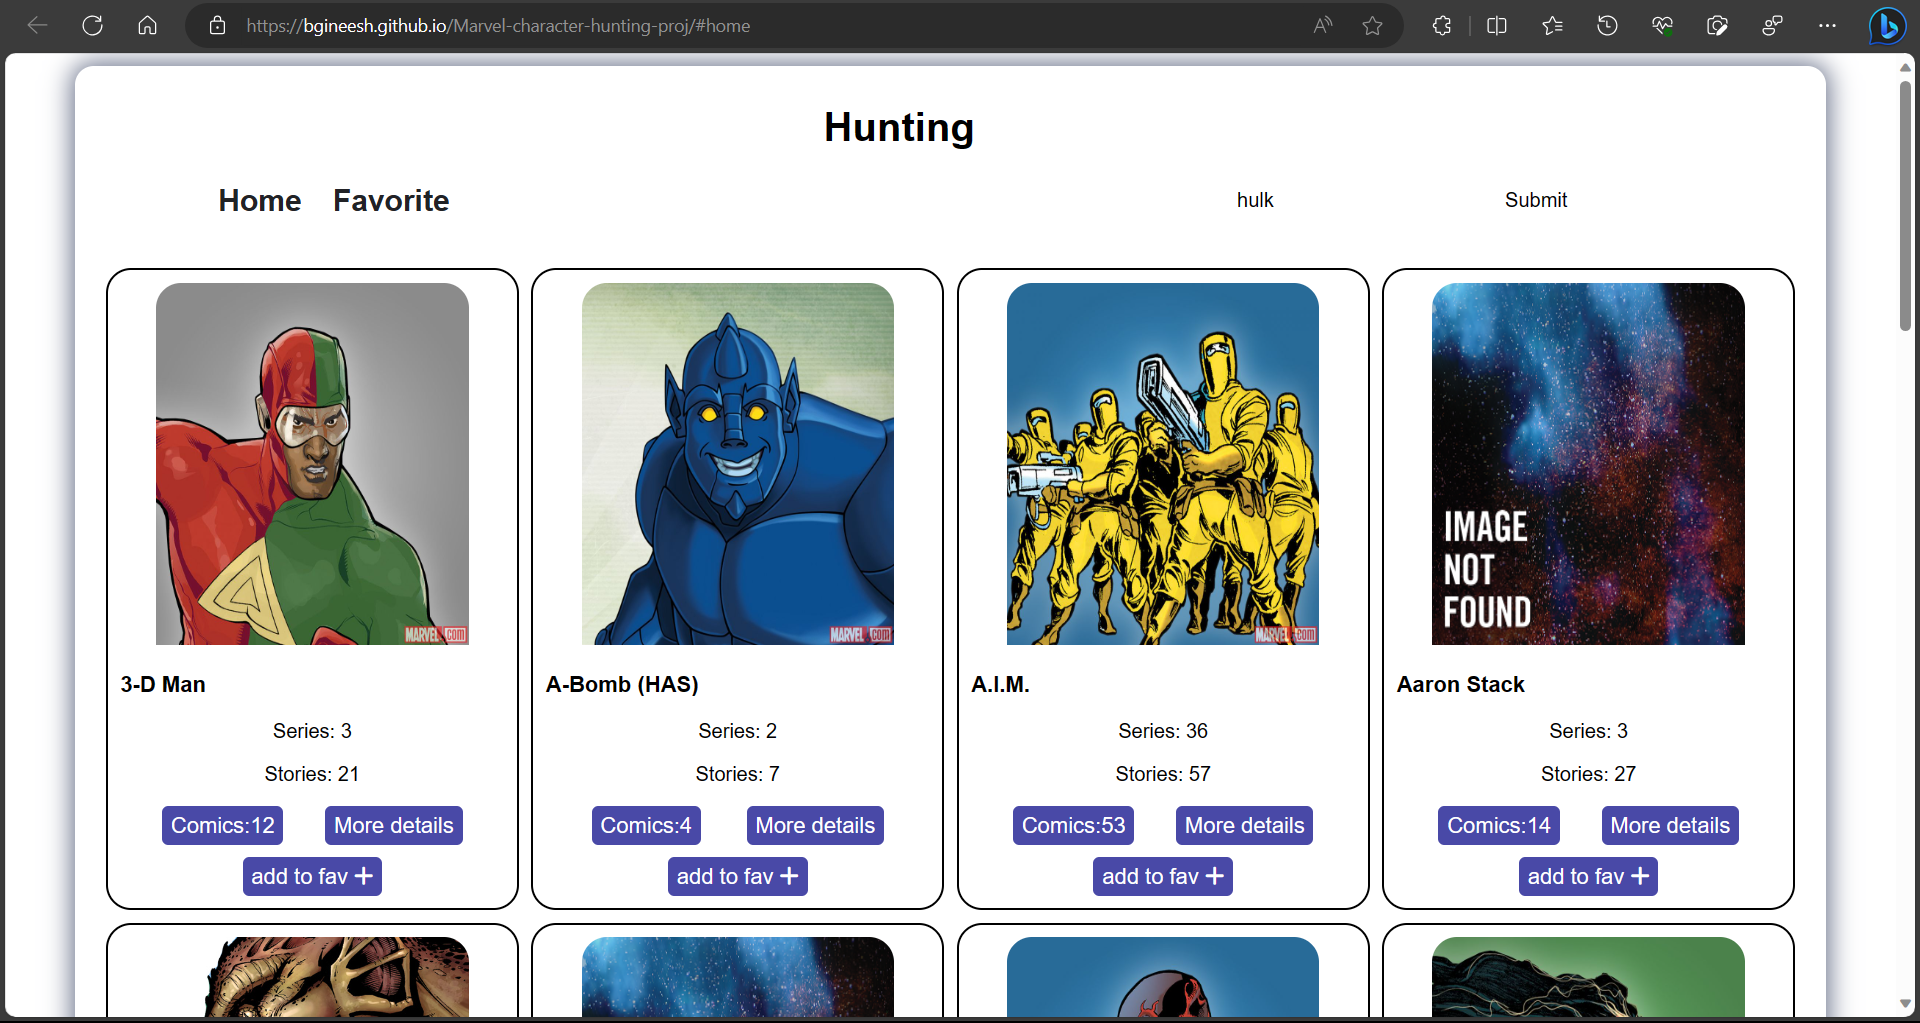 https://bgineesh.github.io/Marvel-character-hunting-proj/#home
Hunting
Home Favorite hulk Submit
MARVEL.COM MARVEL.COM MARVEL.COM IMAGE
NOT
FOUND
3-D Man A-Bomb (HAS) A.I.M. Aaron Stack
Series: 3 Series: 2 Series: 36 Series: 3
Stories: 21 Stories: 7 Stories: 57 Stories: 27
Comics:12 More details Comics:4 More details Comics:53 More details Comics:14 More details
add to fav + add to fav + add to fav + add to fav +